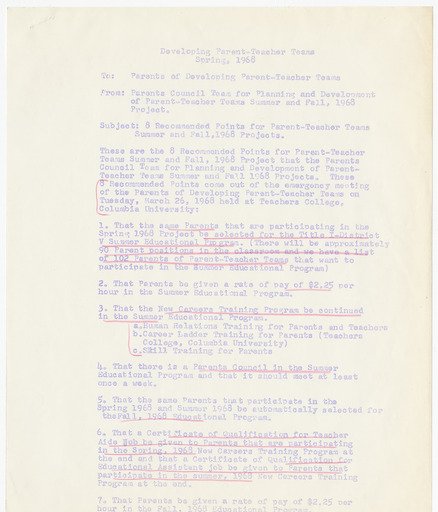 Developing Parent-Teacher Teams
Spring, 1968
To: Parents of Developing Parent-Teacher Teams
From: Parents Council Team for Planning and Development
of Parent-Teacher Teams Summer and Fall, 1968
Project.
Subject: 8 Recommended Points for Parent-Teacher Teams
Summer and Fall,1968 Projects.
These are the 8 Recommended Points for Parent-Teacher
Teams Summer and Fall, 1968 Project that the Parents
Council Team for Planning and Development of Parent-
Teacher Teams Summer and Fall 1968 Projects. These
8 Recommended Points come out of the emergency meeting
of the Parents of Developing Parent-Teacher Teams on
Tuesday, March 26, 1968 held at Teachers College,
Columbia University:
1. That the same Parents that are participating in the
Spring 1968 Project be selected for the Title I District
V Summer Educational Program. (There will be approximately
90 Parent positions in the classroom and we have a list
of 102 Parents of Parent-Teacher Teams that want to
participate in the Summer Educational Program)
2. That Parents be given a rate of pay of $2.25 per
hour in the Summer Educational Program.
3. That the New Careers Training Program be continued
in the Summer Educational Program.
a.Human Relations Training for Parents and Teachers
b.Career Ladder Training for Parents (Teachers
College, Columbia University)
c.Skill Training for Parents
4. That there is a Parents Council in the Summer
Educational Program and that it should meet at least
once a week.
5. That the same Parents that participate in the
Spring 1968 and Summer 1968 be automatically selected for
the Fall, 1968 Educational Program.
6. That a Certificate of Qualification for Teacher
Aide Job be given to Parents that are participating
in the Spring, 1968 New Careers Training Program at
the end and that a Certificate of Qualification for
Educational Assistant job be given to Parents that
participate in the summer, 1968 New Careers Training
Program at the end.
7. That Parents be given a rate of pay of $2.25 per
hour in the Fall, 1968 Educational Program.